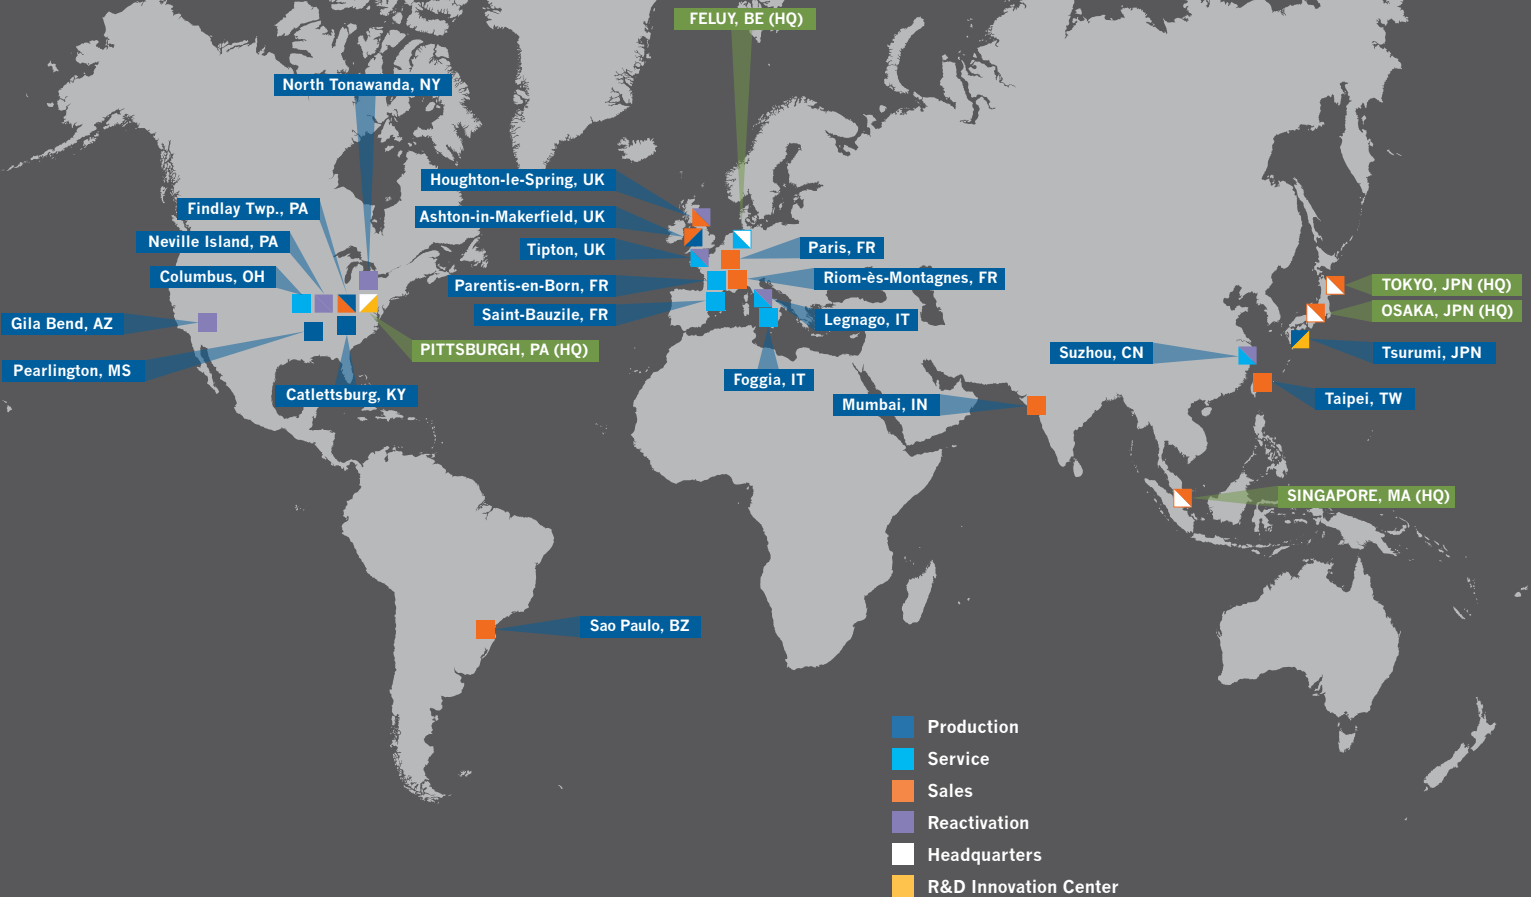 FELUY, BE (HQ)
North Tonawanda, NY
Houghton-le-Spring, UK
Findlay Twp., PA
Ashton-in-Makerfield, UK
Neville Island, PA
Tipton, UK
Paris, FR
Columbus, OH
Parentis-en-Born, FR
Riom-ès-Montagnes, FR
TOKYO, JPN (HQ)
Saint-Bauzile, FR
Legnago, IT
OSAKA, JPN (HQ)
Gila Bend, AZ
PITTSBURGH, PA (HQ)
Suzhou, CN
Tsurumi, JPN
Pearlington, MS
Foggia, IT
Catlettsburg, KY
Mumbai, IN
Taipei, TW
SINGAPORE, MA (HQ)
Sao Paulo, BZ
Production
Service
Sales
Reactivation
Headquarters
R&D Innovation Center